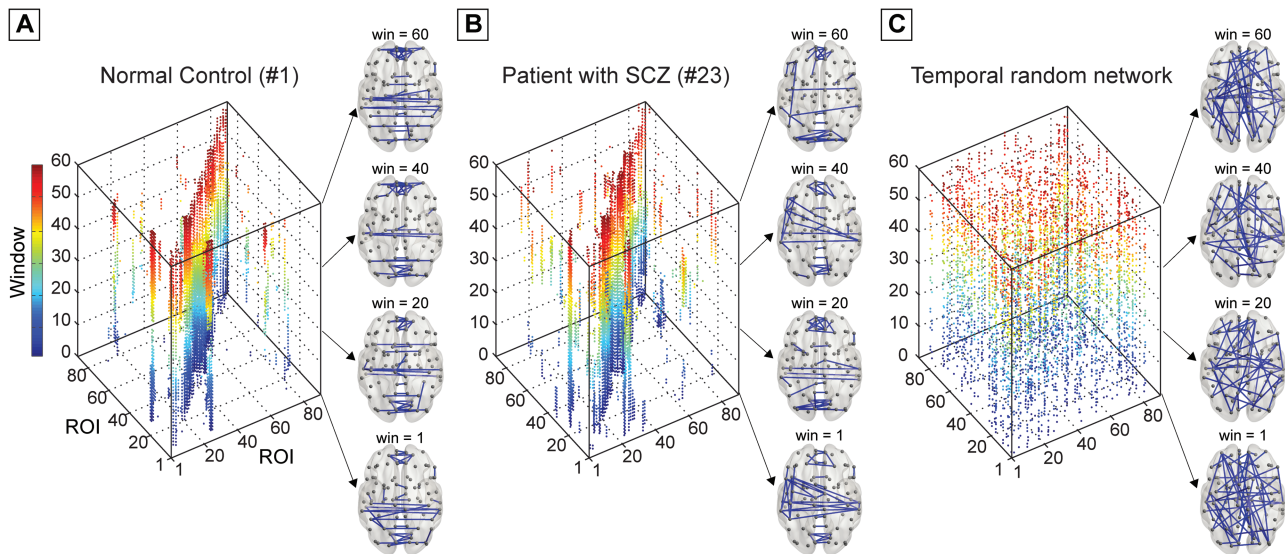 A
Normal Control (#1)
win = 60
win = 40
win = 20
win = 1
Window
60
50
40
30
20
10
0
60
50
40
30
20
10
0
80
60
40
20
1
ROI
1
20
40
60
80
ROI
B
Patient with SCZ (#23)
win = 60
win = 40
win = 20
win = 1
60
50
40
30
20
10
0
80
60
40
20
1
1
20
40
60
80
C
Temporal random network
win = 60
win = 40
win = 20
win = 1
60
50
40
30
20
10
0
80
60
40
20
1
1
20
40
60
80